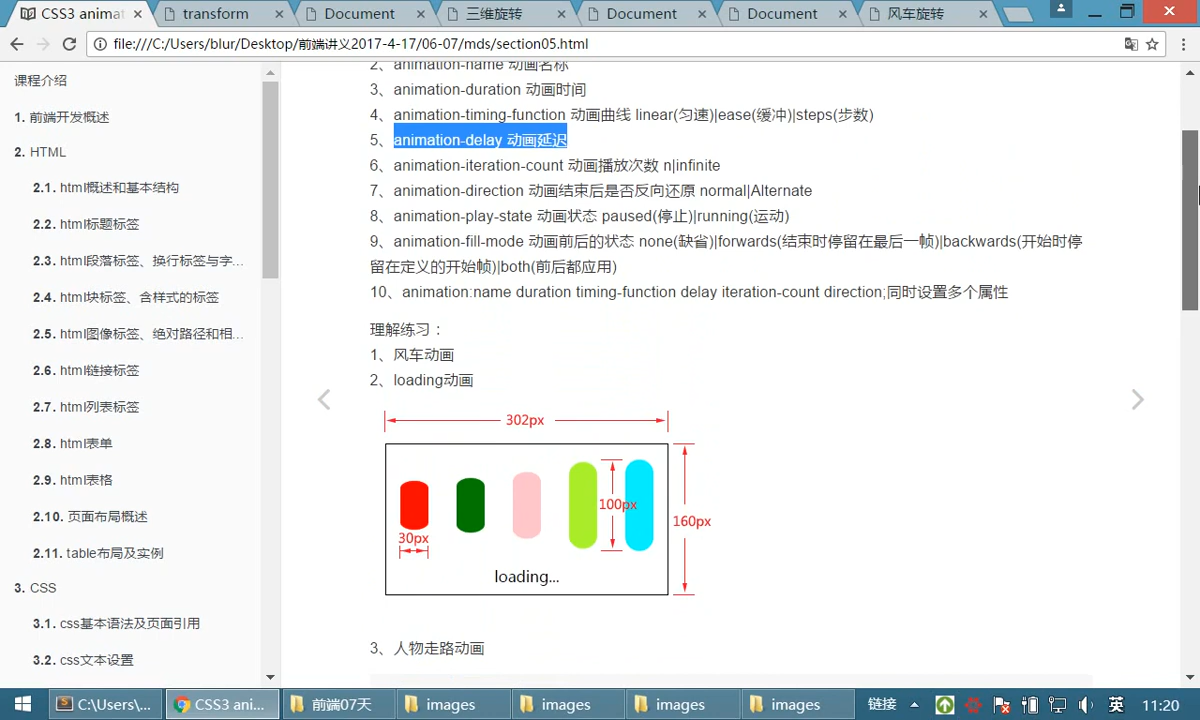 CSS3 animat
transform
Document
三维旋转
Document
Document
风车旋转
file:///C:/Users/blur/Desktop/前端讲义2017-4-17/06-07/mds/section05.html
课程介绍
1. 前端开发概述
2. HTML
2.1. html概述和基本结构
2.2. html标题标签
2.3. html段落标签、换行标签与字...
2.4. html块标签、含样式的标签
2.5. html图像标签、绝对路径和相...
2.6. html链接标签
2.7. html列表标签
2.8. html表单
2.9. html表格
2.10. 页面布局概述
2.11. table布局及实例
3. CSS
3.1. css基本语法及页面引用
3.2. css文本设置
2、animation-name 动画名称
3、animation-duration 动画时间
4、animation-timing-function 动画曲线 linear(匀速)|ease(缓冲)|steps(步数)
5、animation-delay 动画延迟
6、animation-iteration-count 动画播放次数 n|infinite
7、animation-direction 动画结束后是否反向还原 normal|Alternate
8、animation-play-state 动画状态 paused(停止)|running(运动)
9、animation-fill-mode 动画前后的状态 none(缺省)|forwards(结束时停留在最后一帧)|backwards(开始时停
留在定义的开始帧)|both(前后都应用)
10、animation:name duration timing-function delay iteration-count direction;同时设置多个属性
理解练习：
1、风车动画
2、loading动画
302px
100px
160px
30px
loading...
3、人物走路动画
C:\Users\...
CSS3 ani...
前端07天
images
images
images
images
链接
英
11:20